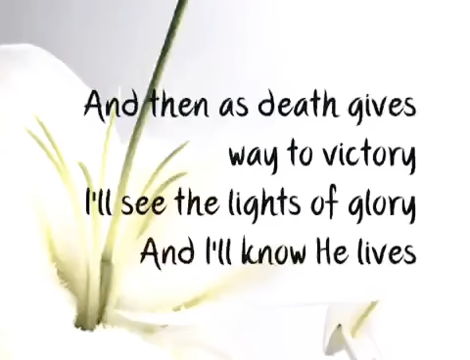 And then as death gives
way to victory
I'll see the lights of glory
And I'll know He lives